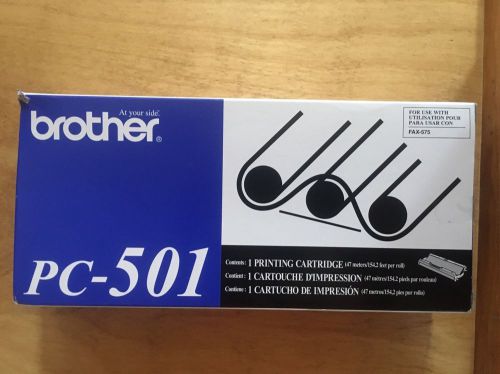 At your side.
brother®
PC-501
FOR USE WITH
UTILISATION POUR
PARA USAR CON
FAX-575
Contents: 1 PRINTING CARTRIDGE (47 meters/154.2 feet per roll)
Contient: 1 CARTOUCHE D'IMPRESSION (47 mètres/154.2 pieds par rouleau)
Contiene: 1 CARTUCHO DE IMPRESIÓN (47 metros/154.2 pies por rollo)